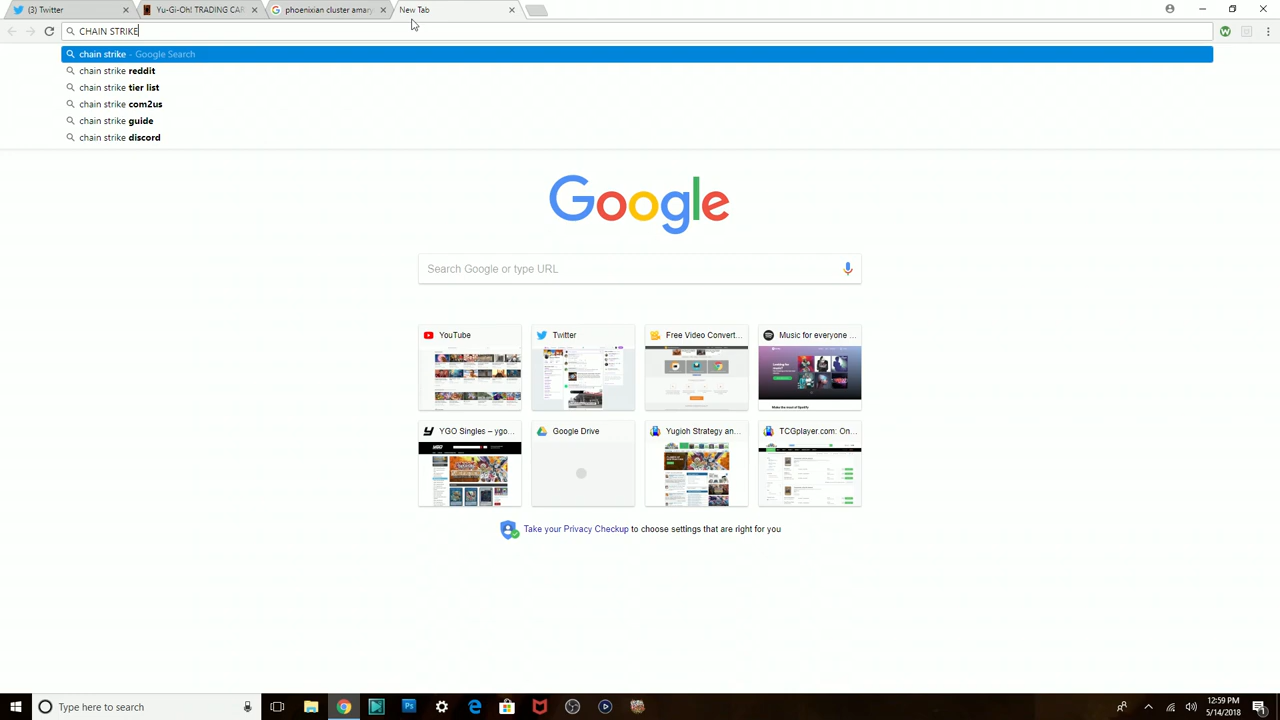 (3) Twitter
Yu-Gi-Oh! TRADING CAR
phoenixian cluster amary
New Tab
CHAIN STRIKE
chain strike - Google Search
chain strike reddit
chain strike tier list
chain strike com2us
chain strike guide
chain strike discord
Google
Search Google or type URL
YouTube
Twitter
Free Video Convert...
Music for everyone ...
YGO Singles – ygo...
Google Drive
Yugioh Strategy an...
TCGplayer.com: On...
Take your Privacy Checkup to choose settings that are right for you
Type here to search
12:59 PM
5/14/2018